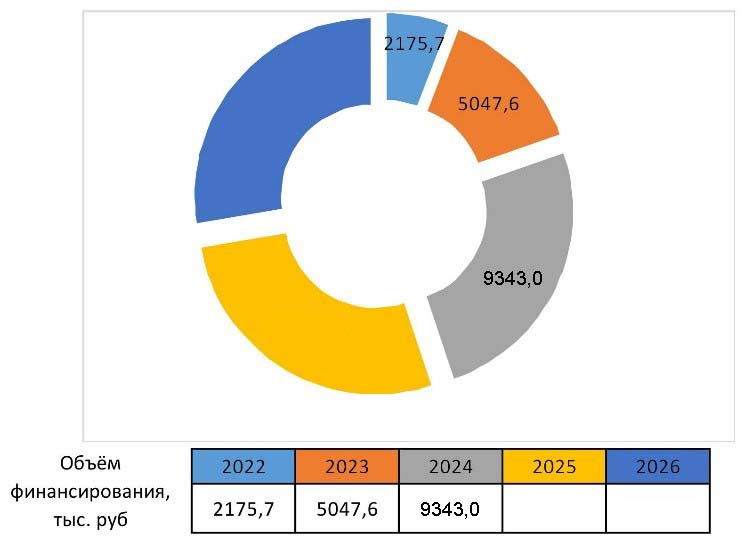 2175,7
5047,6
9343,0
Объём
финансирования,
тыс. руб
2022 2023 2024 2025 2026
2175,7 5047,6 9343,0